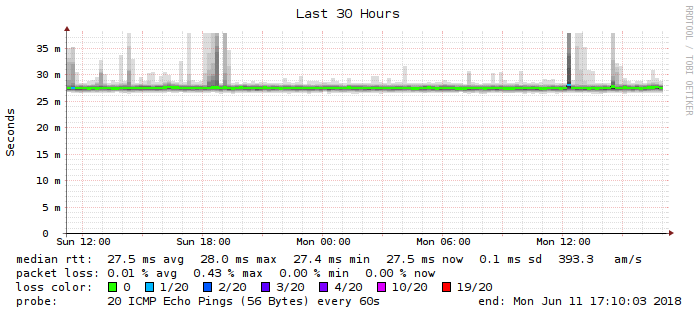 Last 30 Hours
RRDTOOL / TOBI OETIKER
Seconds
35 m
30 m
25 m
20 m
15 m
10 m
5 m
0
Sun 12:00 Sun 18:00 Mon 00:00 Mon 06:00 Mon 12:00
median rtt: 27.5 ms avg 28.0 ms max 27.4 ms min 27.5 ms now 0.1 ms sd 393.3 am/s
packet loss: 0.01 % avg 0.43 % max 0.00 % min 0.00 % now
loss color: 0 1/20 2/20 3/20 4/20 10/20 19/20
probe: 20 ICMP Echo Pings (56 Bytes) every 60s end: Mon Jun 11 17:10:03 2018